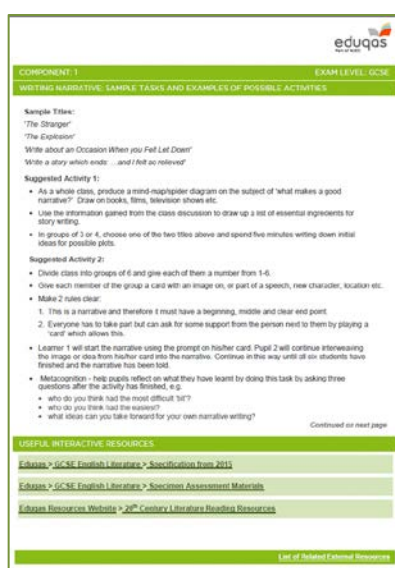 eduqas
COMPONENT: 1 EXAM LEVEL: GCSE
WRITING NARRATIVE: SAMPLE TASKS AND EXAMPLES OF POSSIBLE ACTIVITIES
Sample Titles:
'The Stranger'
'The Explosion'
'Write about an Occasion When you Felt Let Down'
'Write a story which ends: ...and I felt so relieved'
Suggested Activity 1:
• As a whole class, produce a mind-map/spider diagram on the subject of 'what makes a good
narrative?' Draw on books, films, television shows etc.
• Use the information gained from the class discussion to draw up a list of essential ingredients for
story writing.
• In groups of 3 or 4, choose one of the two titles above and spend five minutes writing down initial
ideas for possible plots.
Suggested Activity 2:
• Divide class into groups of 6 and give each of them a number from 1-6.
• Give each member of the group a card with an image on, or part of a speech, new character, location etc.
• Make 2 rules clear:
1. This is a narrative and therefore it must have a beginning, middle and clear end point.
2. Everyone has to take part but can ask for some support from the person next to them by playing a
'card' which allows this.
• Learner 1 will start the narrative using the prompt on his/her card. Pupil 2 will continue interweaving
the image or idea from his/her card into the narrative. Continue in this way until all six students have
finished and the narrative has been told.
• Metacognition - help pupils reflect on what they have learnt by doing this task by asking three
questions after the activity has finished, e.g.
• who do you think had the most difficult 'bit'?
• who do you think had the easiest?
• what ideas can you take forward for your own narrative writing?
Continued on next page
USEFUL INTERACTIVE RESOURCES
Eduqas > GCSE English Literature > Specification from 2015
Eduqas > GCSE English Literature > Specimen Assessment Materials
Eduqas Resources Website > 20th Century Literature Reading Resources
List of Related External Resources